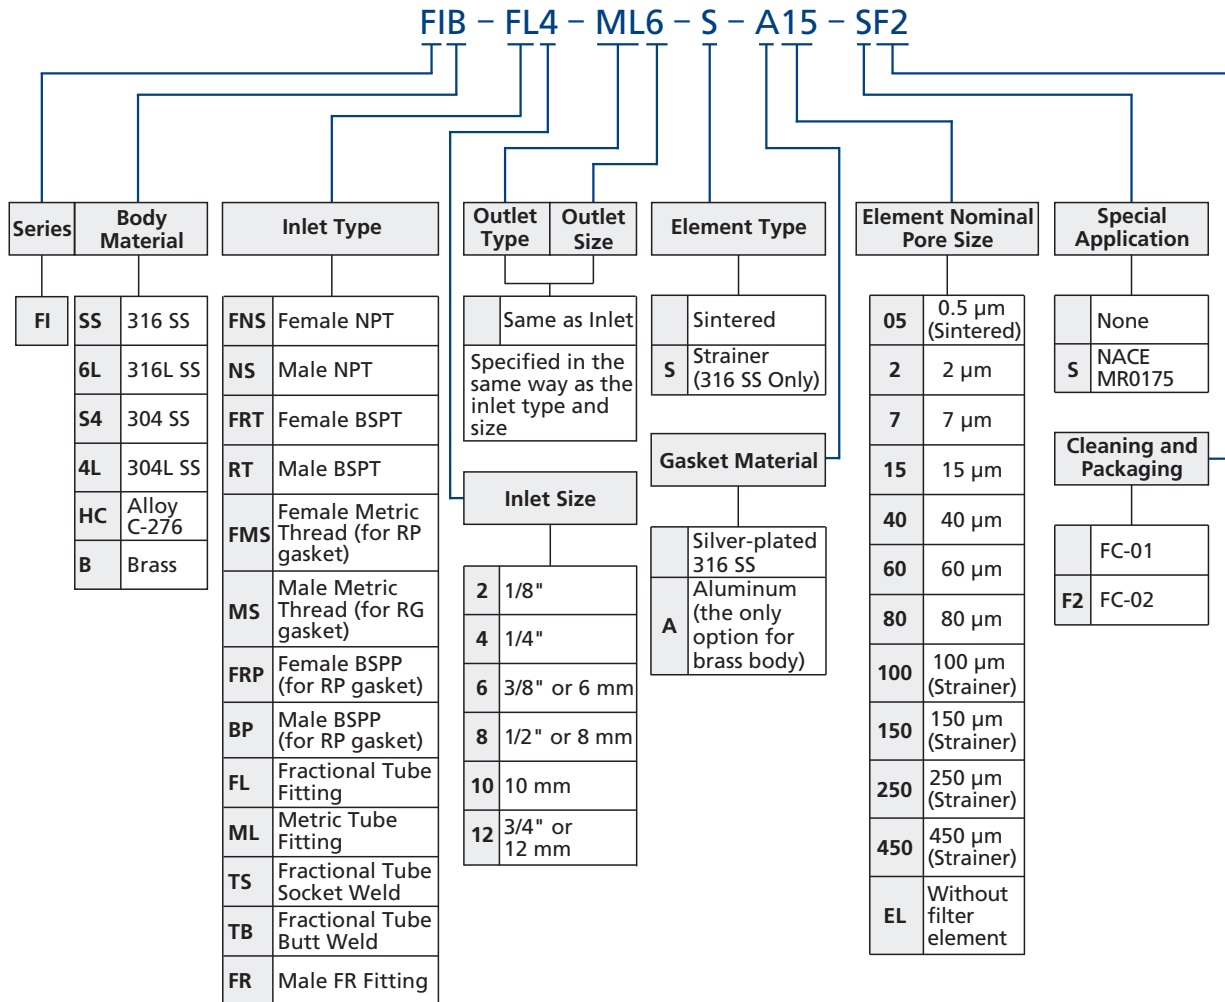 FIB – FL4 – ML6 – S – A15 – SF2
Series
Body
Material
Inlet Type
Outlet
Type
Outlet
Size
Element Type
Element Nominal
Pore Size
Special
Application
FI
SS 316 SS
6L 316L SS
S4 304 SS
4L 304L SS
HC Alloy
C-276
B Brass
FNS Female NPT
NS Male NPT
FRT Female BSPT
RT Male BSPT
FMS Female Metric
Thread (for RP
gasket)
MS Male Metric
Thread (for RG
gasket)
FRP Female BSPP
(for RP gasket)
BP Male BSPP
(for RP gasket)
FL Fractional Tube
Fitting
ML Metric Tube
Fitting
TS Fractional Tube
Socket Weld
TB Fractional Tube
Butt Weld
FR Male FR Fitting
Same as Inlet
Specified in the
same way as the
inlet type and
size
Inlet Size
2 1/8"
4 1/4"
6 3/8" or 6 mm
8 1/2" or 8 mm
10 10 mm
12 3/4" or
12 mm
Sintered
S Strainer
(316 SS Only)
Gasket Material
Silver-plated
316 SS
A Aluminum
(the only
option for
brass body)
05 0.5 µm
(Sintered)
2 2 µm
7 7 µm
15 15 µm
40 40 µm
60 60 µm
80 80 µm
100 100 µm
(Strainer)
150 150 µm
(Strainer)
250 250 µm
(Strainer)
450 450 µm
(Strainer)
EL Without
filter
element
None
S NACE
MR0175
Cleaning and
Packaging
FC-01
F2 FC-02